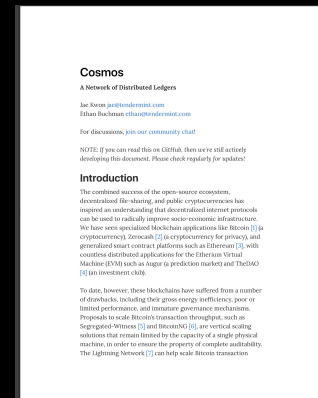 Cosmos
A Network of Distributed Ledgers
Jae Kwon jae@tendermint.com
Ethan Buchman ethan@tendermint.com
For discussions, join our community chat!
NOTE: If you can read this on GitHub, then we're still actively
developing this document. Please check regularly for updates!
Introduction
The combined success of the open-source ecosystem,
decentralized file-sharing, and public cryptocurrencies has
inspired an understanding that decentralized internet protocols
can be used to radically improve socio-economic infrastructure.
We have seen specialized blockchain applications like Bitcoin [1] (a
cryptocurrency), Zerocash [2] (a cryptocurrency for privacy), and
generalized smart contract platforms such as Ethereum [3], with
countless distributed applications for the Etherium Virtual
Machine (EVM) such as Augur (a prediction market) and TheDAO
[4] (an investment club).
To date, however, these blockchains have suffered from a number
of drawbacks, including their gross energy inefficiency, poor or
limited performance, and immature governance mechanisms.
Proposals to scale Bitcoin's transaction throughput, such as
Segregated-Witness [5] and BitcoinNG [6], are vertical scaling
solutions that remain limited by the capacity of a single physical
machine, in order to ensure the property of complete auditability.
The Lightning Network [7] can help scale Bitcoin transaction